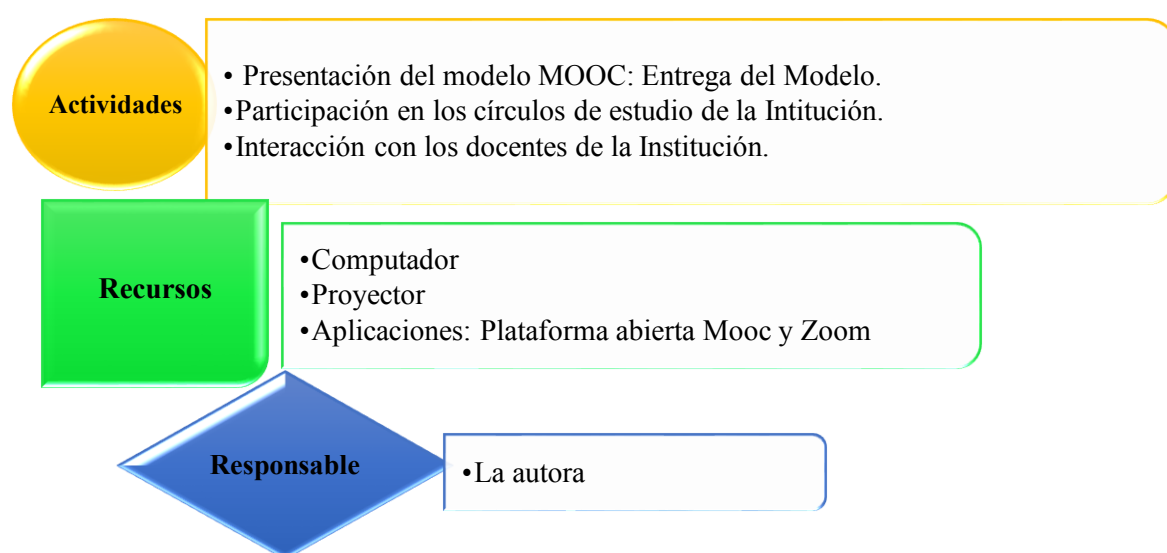 Actividades
• Presentación del modelo MOOC: Entrega del Modelo.
•Participación en los círculos de estudio de la Intitución.
•Interacción con los docentes de la Institución.
Recursos
•Computador
•Proyector
•Aplicaciones: Plataforma abierta Mooc y Zoom
Responsable
•La autora